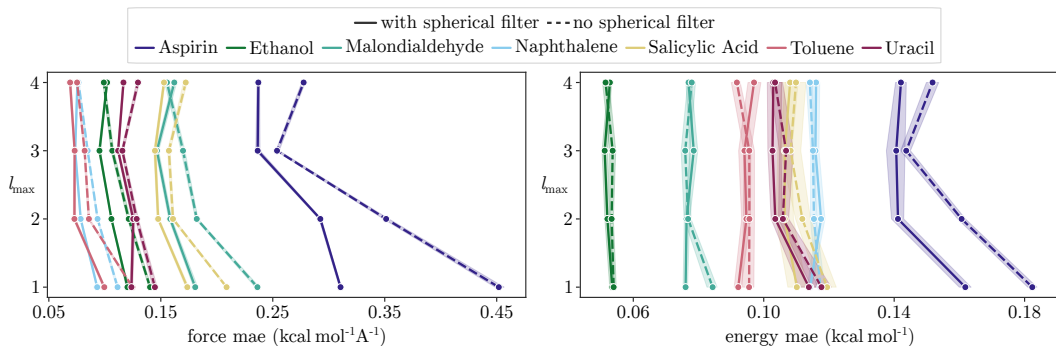 with spherical filter no spherical filter
Aspirin Ethanol Malondialdehyde Naphthalene Salicylic Acid Toluene Uracil
4
3
l_max
2
1
0.05 0.15 0.25 0.35 0.45
force mae (kcal mol⁻¹A⁻¹)
4
3
l_max
2
1
0.06 0.10 0.14 0.18
energy mae (kcal mol⁻¹)